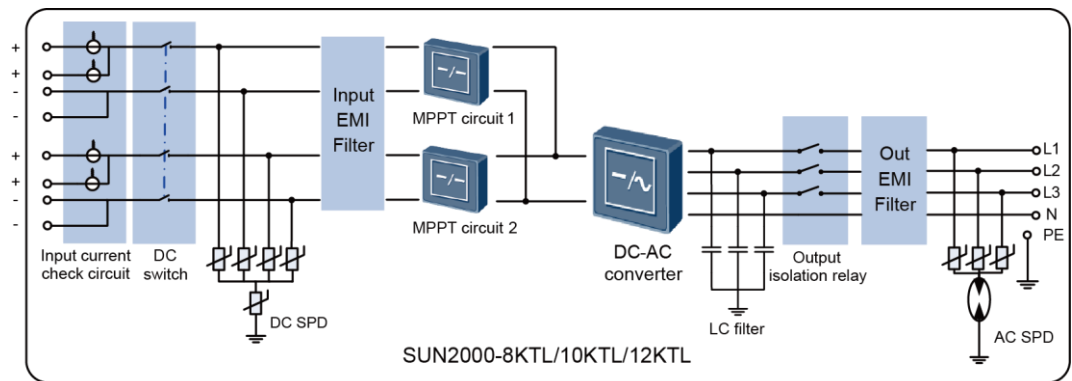 +
+
-
-
+
+
-
-
Input current
check circuit
DC
switch
DC SPD
Input
EMI
Filter
MPPT circuit 1
MPPT circuit 2
DC-AC
converter
LC filter
Output
isolation relay
Out
EMI
Filter
L1
L2
L3
N
PE
AC SPD
SUN2000-8KTL/10KTL/12KTL